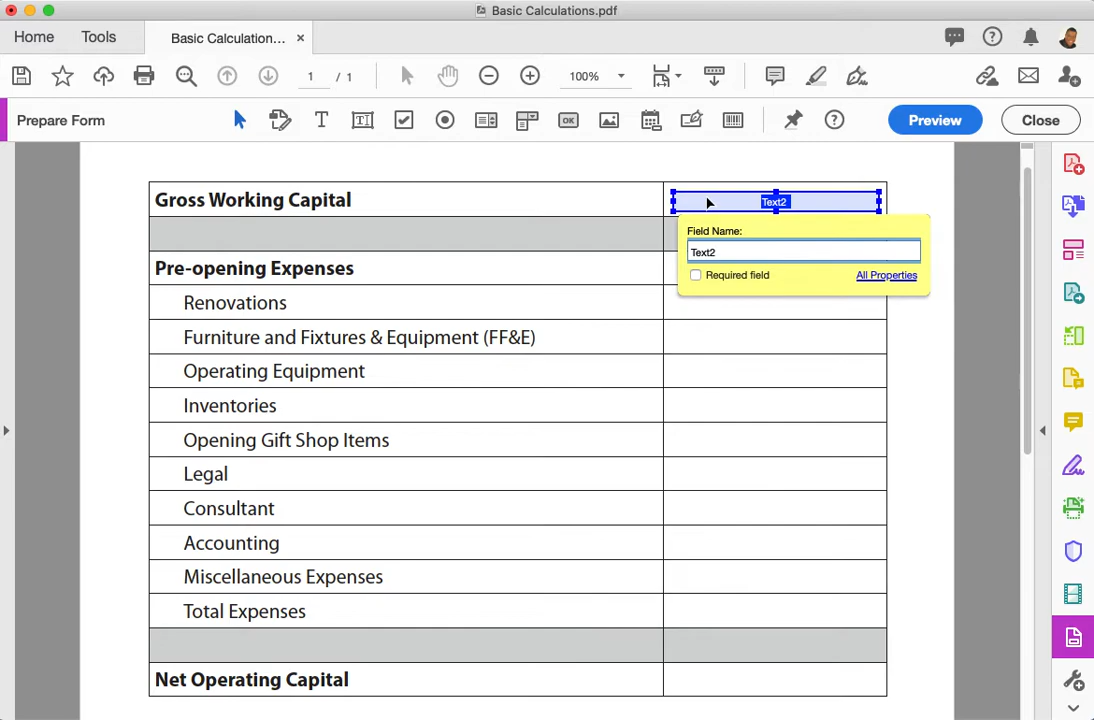 Basic Calculations.pdf
Home Tools Basic Calculation... ×
1 / 1 100%
Prepare Form T T OK Preview Close
Gross Working Capital Text2
Field Name:
Text2
Required field All Properties
Pre-opening Expenses
Renovations
Furniture and Fixtures & Equipment (FF&E)
Operating Equipment
Inventories
Opening Gift Shop Items
Legal
Consultant
Accounting
Miscellaneous Expenses
Total Expenses
Net Operating Capital